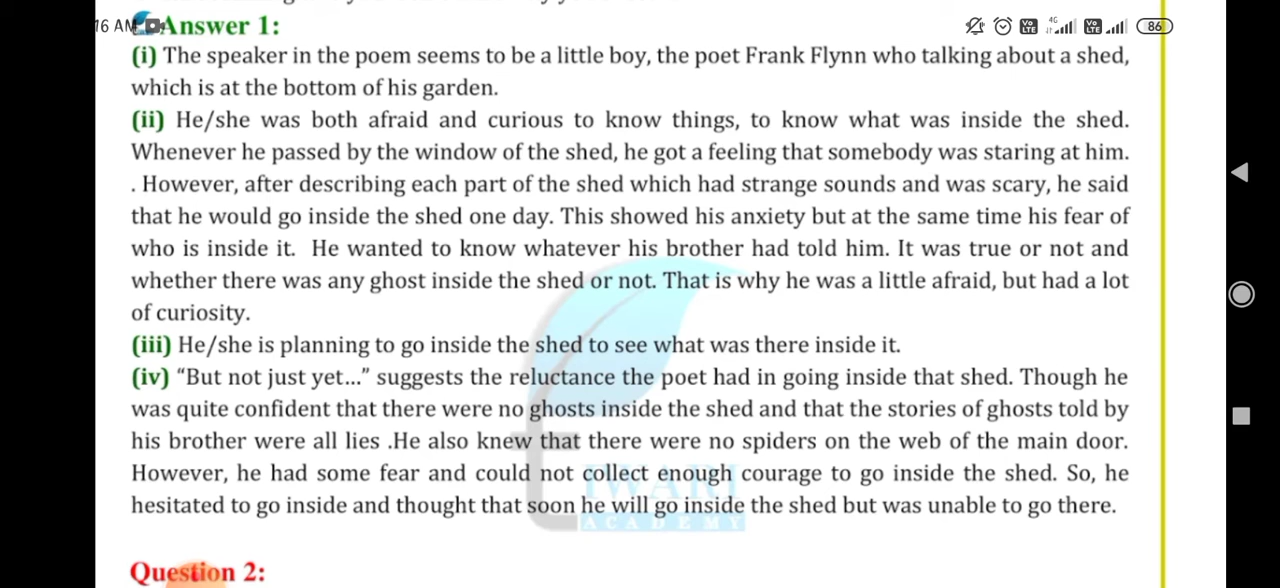 16 AM
86
Answer 1:
(i) The speaker in the poem seems to be a little boy, the poet Frank Flynn who talking about a shed,
which is at the bottom of his garden.
(ii) He/she was both afraid and curious to know things, to know what was inside the shed.
Whenever he passed by the window of the shed, he got a feeling that somebody was staring at him.
. However, after describing each part of the shed which had strange sounds and was scary, he said
that he would go inside the shed one day. This showed his anxiety but at the same time his fear of
who is inside it. He wanted to know whatever his brother had told him. It was true or not and
whether there was any ghost inside the shed or not. That is why he was a little afraid, but had a lot
of curiosity.
(iii) He/she is planning to go inside the shed to see what was there inside it.
(iv) “But not just yet...” suggests the reluctance the poet had in going inside that shed. Though he
was quite confident that there were no ghosts inside the shed and that the stories of ghosts told by
his brother were all lies .He also knew that there were no spiders on the web of the main door.
However, he had some fear and could not collect enough courage to go inside the shed. So, he
hesitated to go inside and thought that soon he will go inside the shed but was unable to go there.
IWARI
ACADEMY
Question 2: